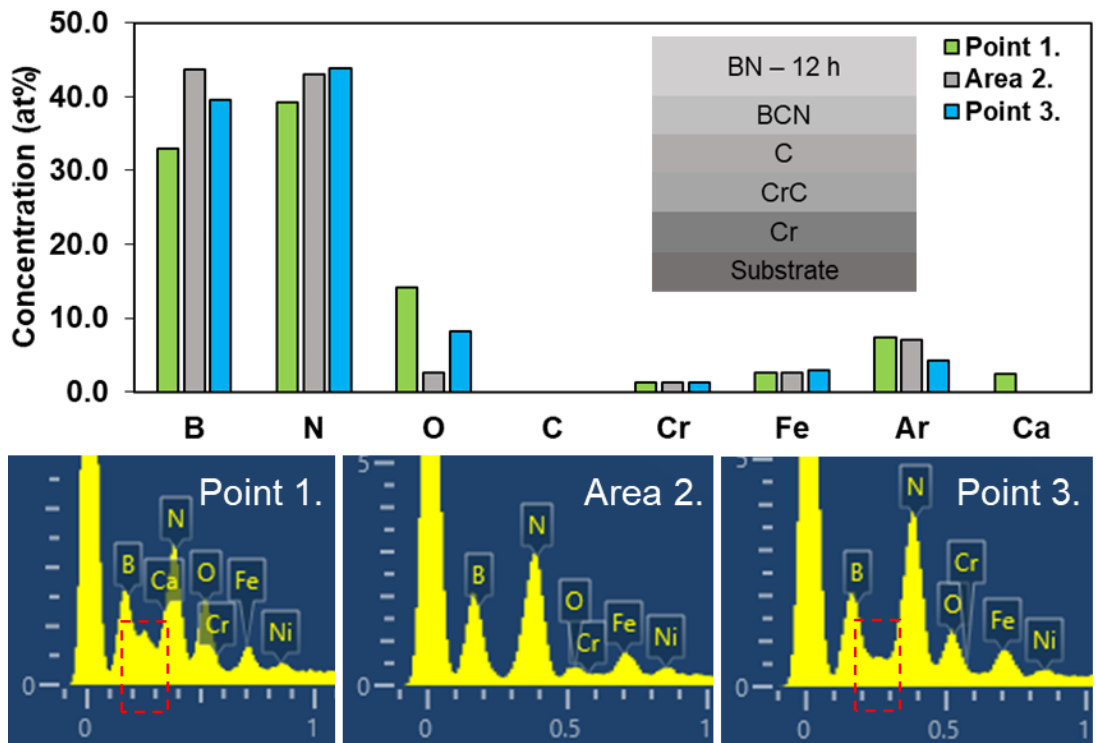 Concentration (at%)
50.0
40.0
30.0
20.0
10.0
0.0
B N O C Cr Fe Ar Ca
BN – 12 h
BCN
C
CrC
Cr
Substrate
Point 1.
Area 2.
Point 3.
Point 1.
N
B
Ca
O
Fe
Cr
Ni
0
0 1
Area 2.
5
N
B
O
Cr
Fe
Ni
0
0 0.5 1
Point 3.
5
N
B
Cr
O
Fe
Ni
0
0 0.5 1